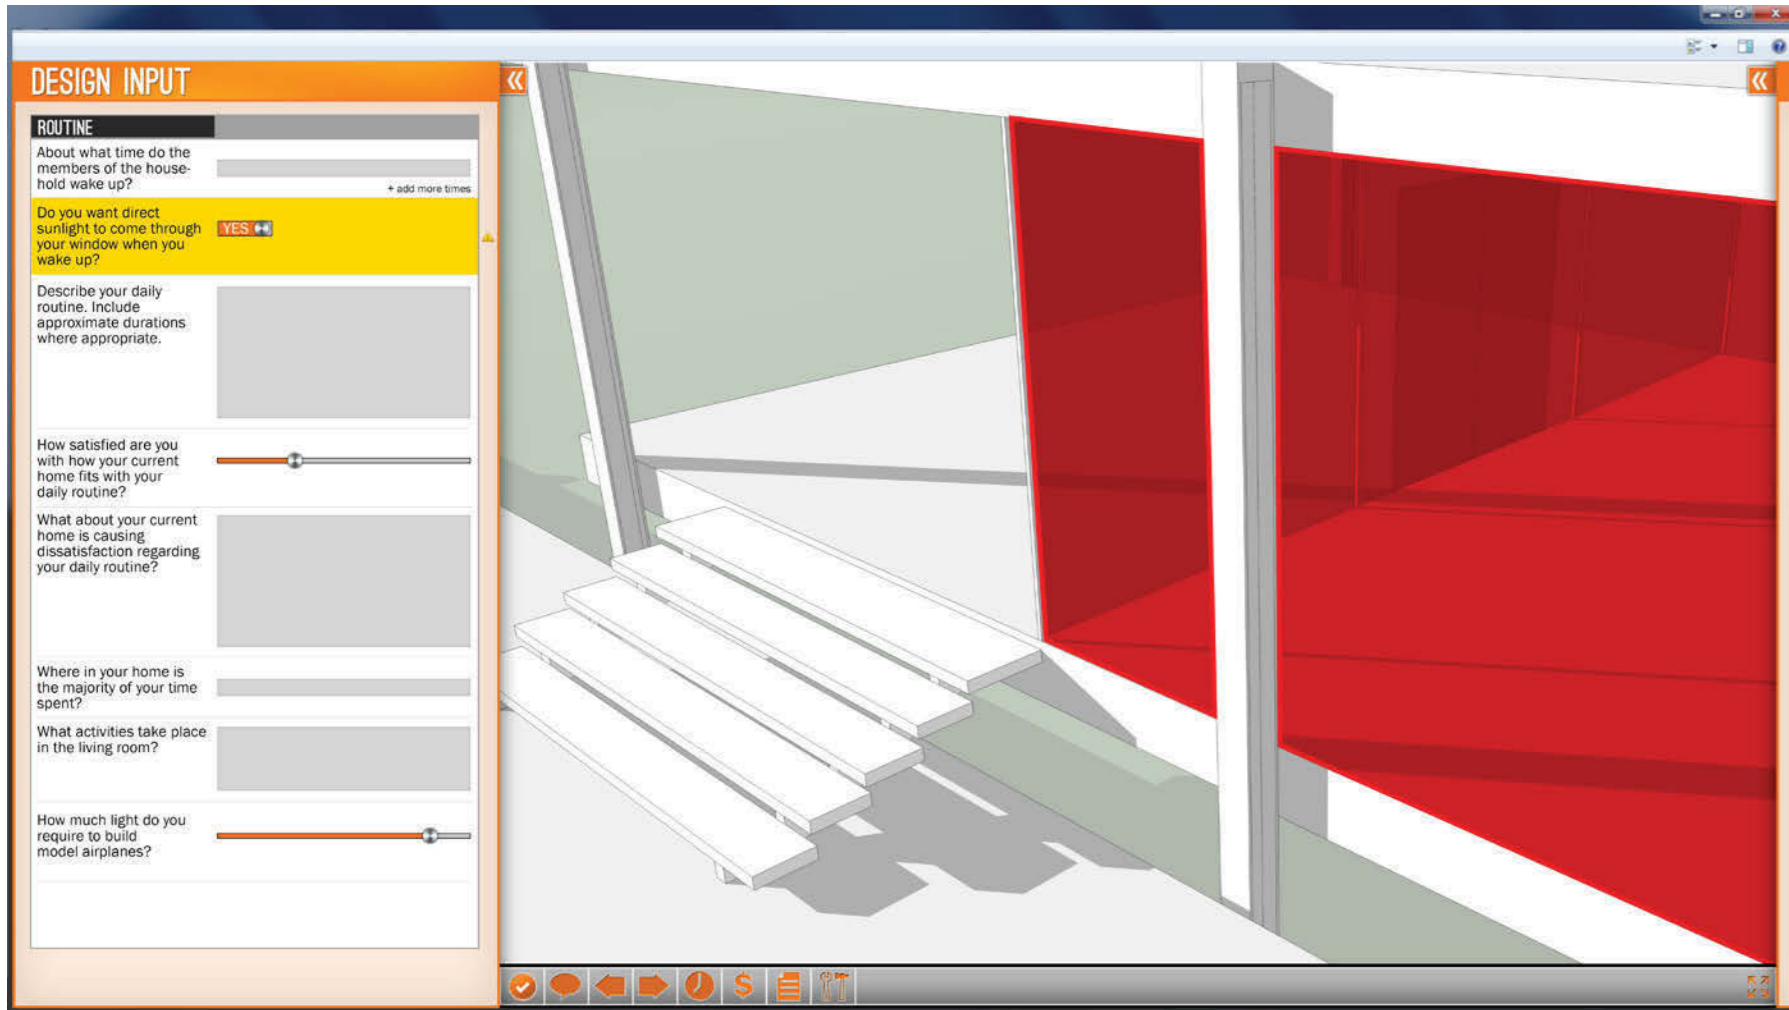 DESIGN INPUT
ROUTINE
About what time do the
members of the house-
hold wake up?
+ add more times
Do you want direct
sunlight to come through
your window when you
wake up?
YES
Describe your daily
routine. Include
approximate durations
where appropriate.
How satisfied are you
with how your current
home fits with your
daily routine?
What about your current
home is causing
dissatisfaction regarding
your daily routine?
Where in your home is
the majority of your time
spent?
What activities take place
in the living room?
How much light do you
require to build
model airplanes?
$